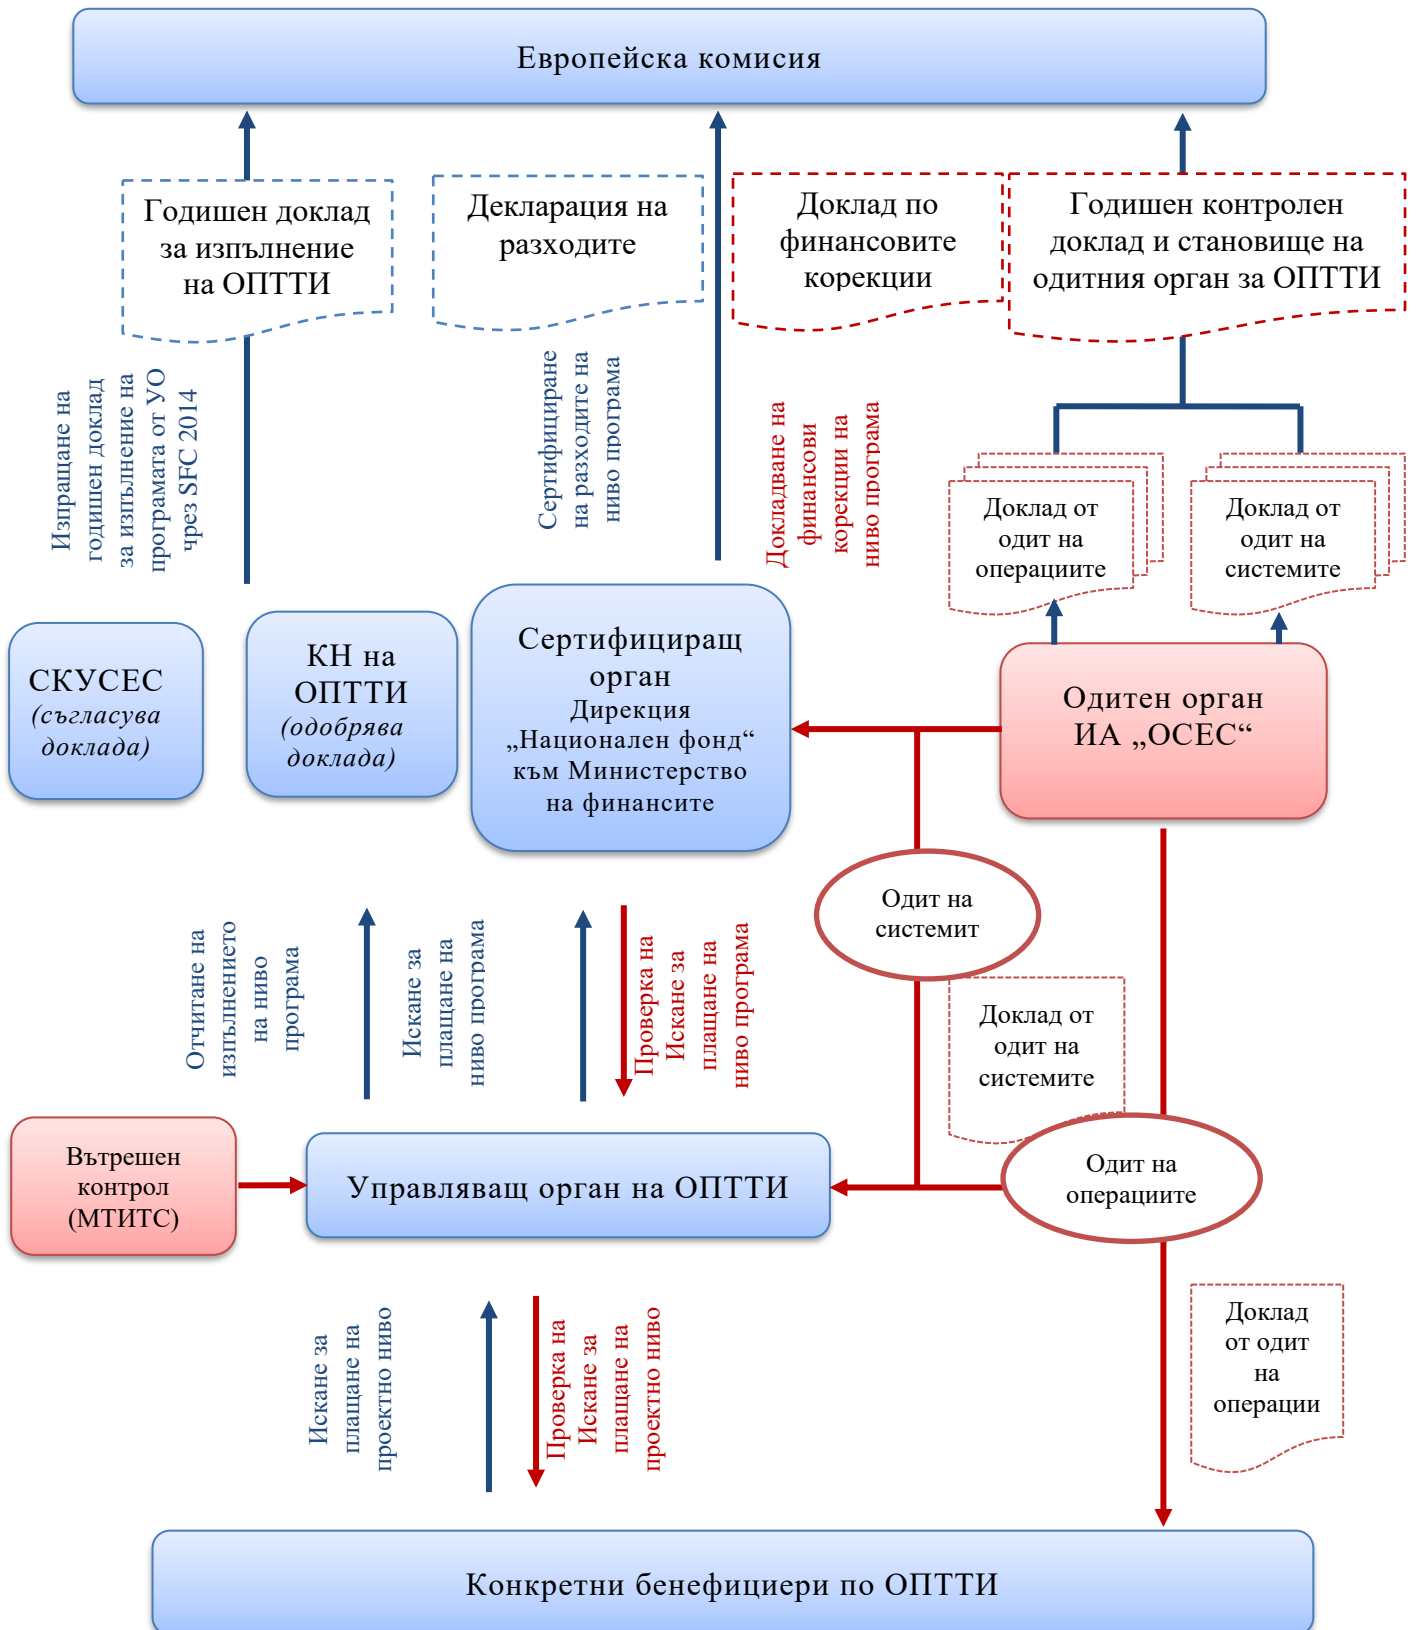 Европейска комисия
Годишен доклад
за изпълнение
на ОПТТИ
Декларация на
разходите
Доклад по
финансовите
корекции
Годишен контролен
доклад и становище на
одитния орган за ОПТТИ
Изпращане на
годишен доклад
за изпълнение на
програмата от УО
чрез SFC 2014
Сертифициране
на разходите на
ниво програма
Докладване на
финансови
корекции на
ниво програма
Доклад от
одит на
операциите
Доклад от
одит на
системите
СКУСЕС
(съгласува
доклада)
КН на
ОПТТИ
(одобрява
доклада)
Сертифициращ
орган
Дирекция
„Национален фонд“
към Министерство
на финансите
Одитен орган
ИА „ОСЕС“
Одит на
системит
Отчитане на
изпълнението
на ниво
програма
Искане за
плащане на
ниво програма
Проверка на
Искане за
плащане на
ниво програма
Доклад от
одит на
системите
Вътрешен
контрол
(МТИТС)
Управляващ орган на ОПТТИ
Одит на
операциите
Искане за
плащане на
проектно ниво
Проверка на
Искане за
плащане на
проектно ниво
Доклад
от одит
на
операции
Конкретни бенефициери по ОПТТИ